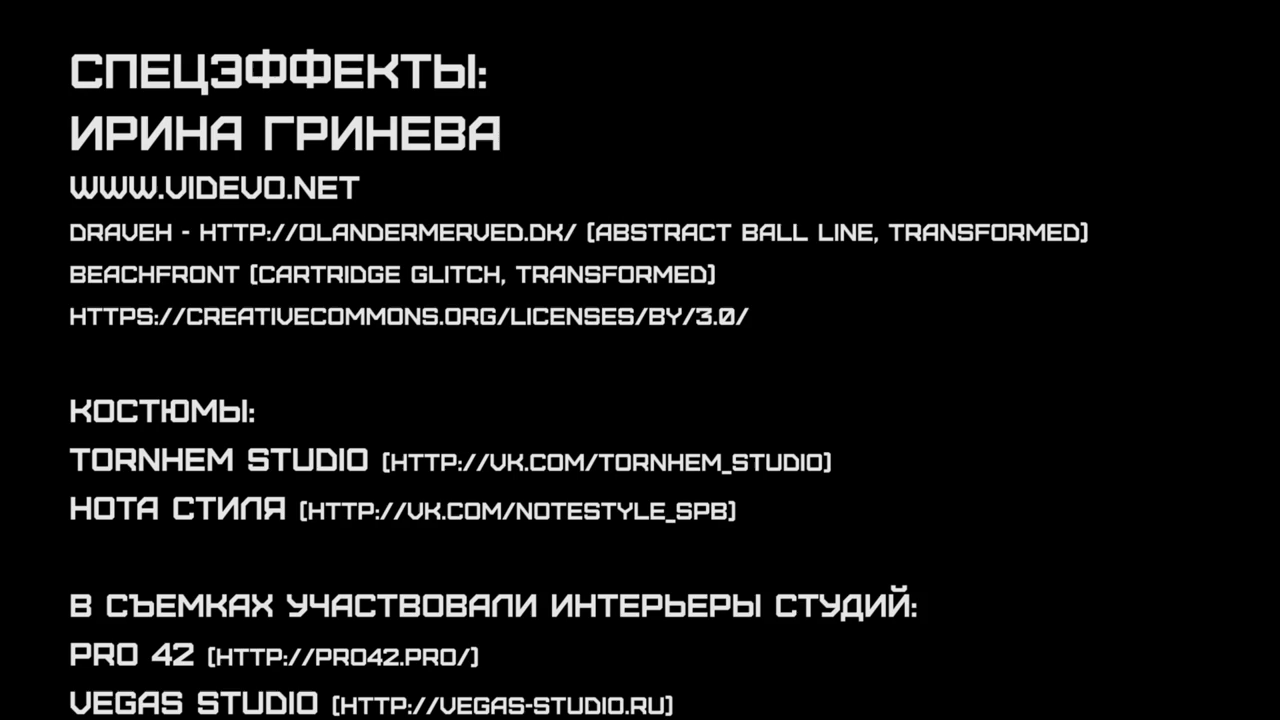 СПЕЦЭФФЕКТЫ:
ИРИНА ГРИНЕВА
WWW.VIDEVO.NET
DRAVEH - HTTP://OLANDERMERVED.DK/ [ABSTRACT BALL LINE, TRANSFORMED]
BEACHFRONT [CARTRIDGE GLITCH, TRANSFORMED]
HTTPS://CREATIVECOMMONS.ORG/LICENSES/BY/3.0/
КОСТЮМЫ:
TORNHEM STUDIO [HTTP://VK.COM/TORNHEM_STUDIO]
НОТА СТИЛЯ [HTTP://VK.COM/NOTESTYLE_SPB]
В СЪЕМКАХ УЧАСТВОВАЛИ ИНТЕРЬЕРЫ СТУДИЙ:
PRO 42 [HTTP://PRO42.PRO/]
VEGAS STUDIO [HTTP://VEGAS-STUDIO.RU]